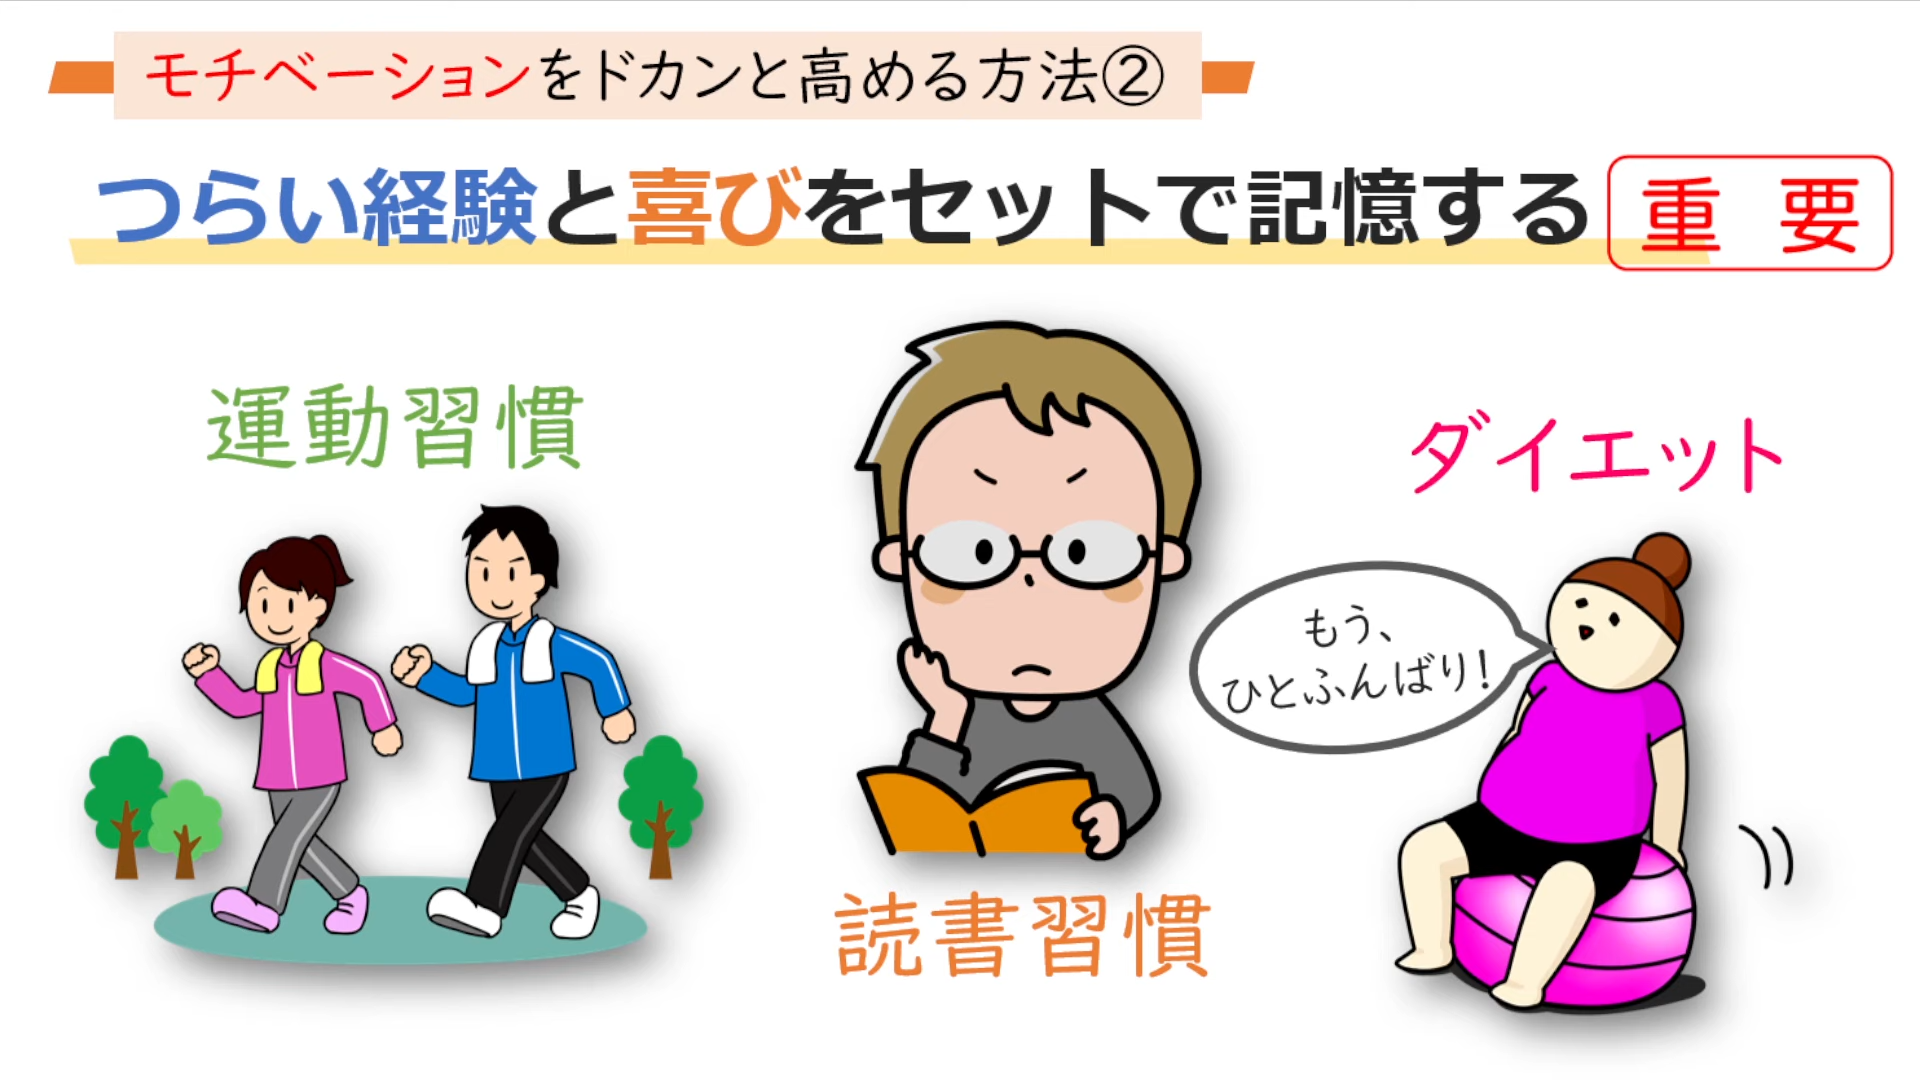 モチベーションをドカンと高める方法②
つらい経験と喜びをセットで記憶する
重要
運動習慣
ダイエット
もう、
ひとふんばり!
読書習慣